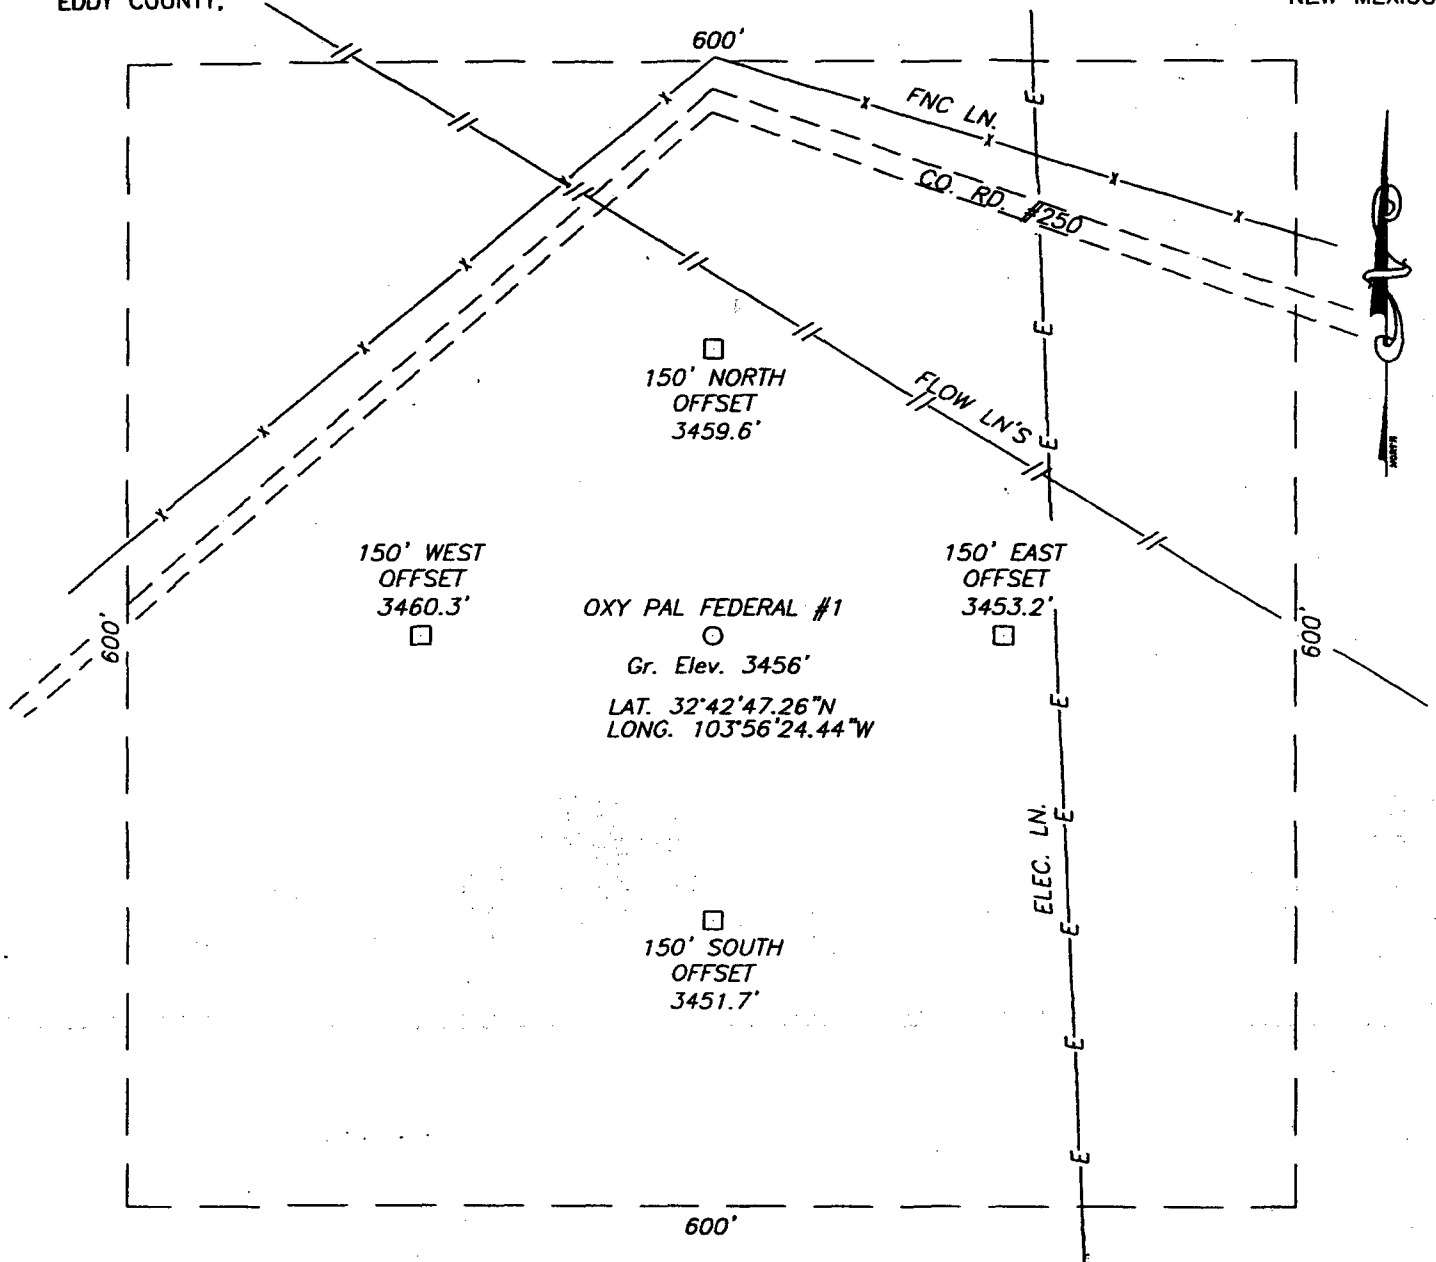 EDDY COUNTY,
NEW MEXICO
600'
FNC LN.
CO. RD. #250
150' NORTH
OFFSET
3459.6'
FLOW LN'S
NORTH
150' WEST
OFFSET
3460.3'
150' EAST
OFFSET
3453.2'
600'
OXY PAL FEDERAL #1
600'
Gr. Elev. 3456'
LAT. 32°42'47.26"N
LONG. 103°56'24.44"W
ELEC. LN.
150' SOUTH
OFFSET
3451.7'
600'
E
E
E
E
E
E
E
E
E